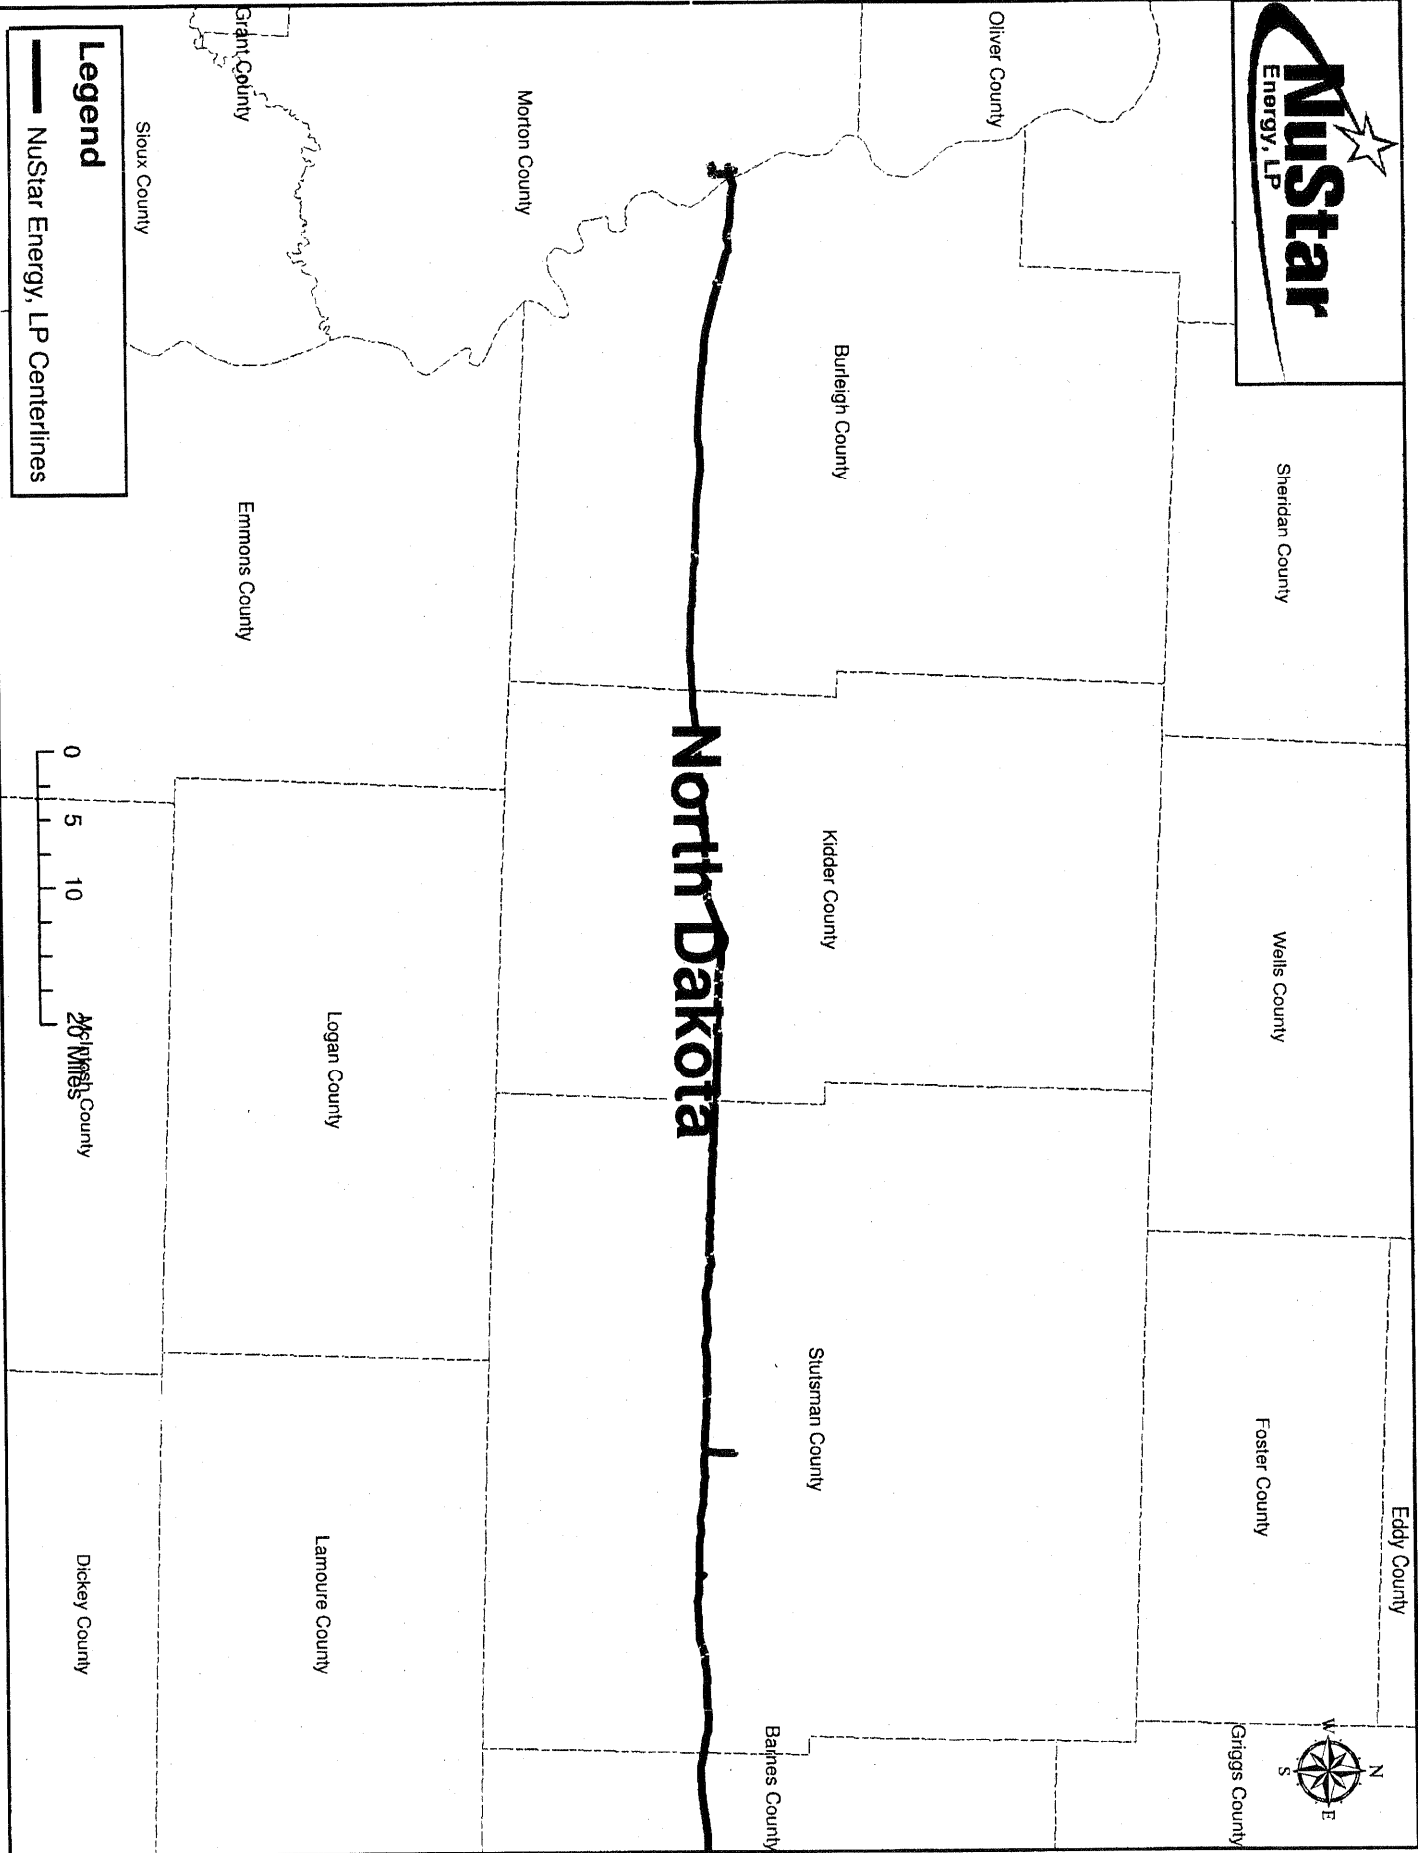 NuStar
Energy, LP
N
W
E
S
Eddy County
Sheridan County
Wells County
Foster County
Griggs County
Oliver County
Burleigh County
Kidder County
Stutsman County
Barnes County
North Dakota
Morton County
Grant County
Sioux County
Emmons County
Logan County
Lamoure County
McIntosh County
Dickey County
Legend
NuStar Energy, LP Centerlines
0 5 10 20 Miles